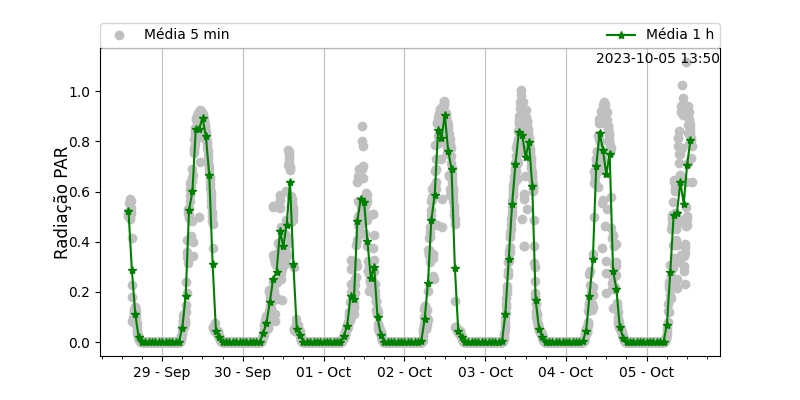 Média 5 min
Média 1 h
2023-10-05 13:50
Radiação PAR
1.0
0.8
0.6
0.4
0.2
0.0
29 - Sep
30 - Sep
01 - Oct
02 - Oct
03 - Oct
04 - Oct
05 - Oct